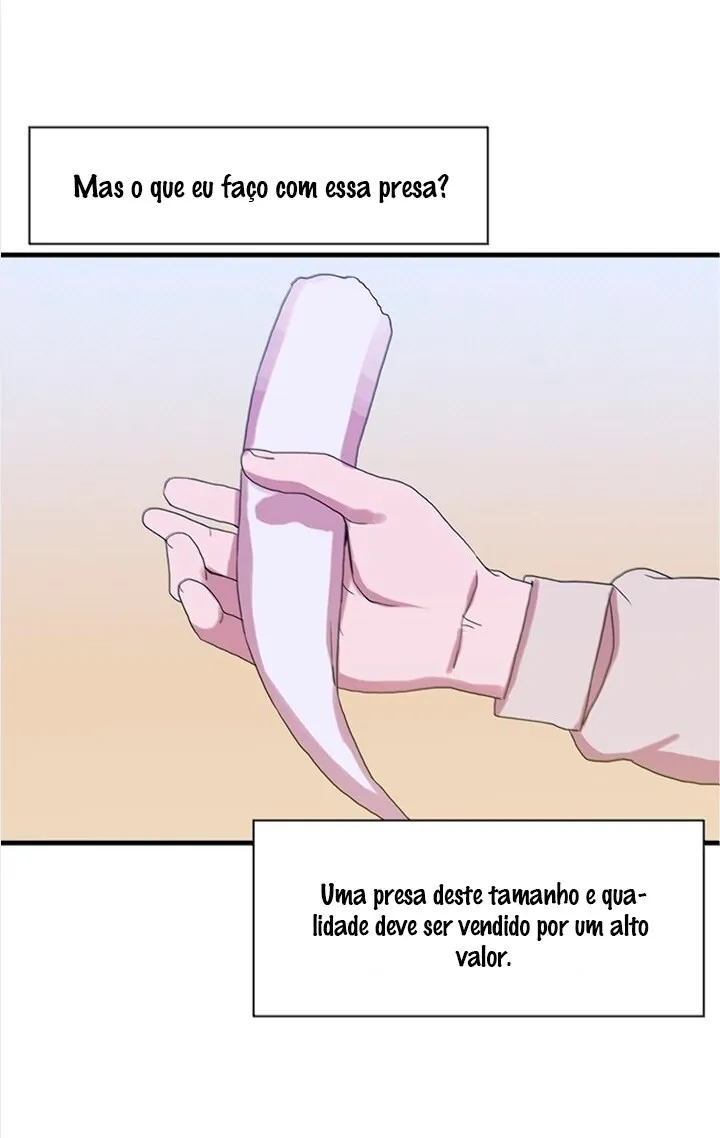 Mas o que eu faço com essa presa?
Uma presa deste tamanho e qua-
lidade deve ser vendido por um alto
valor.